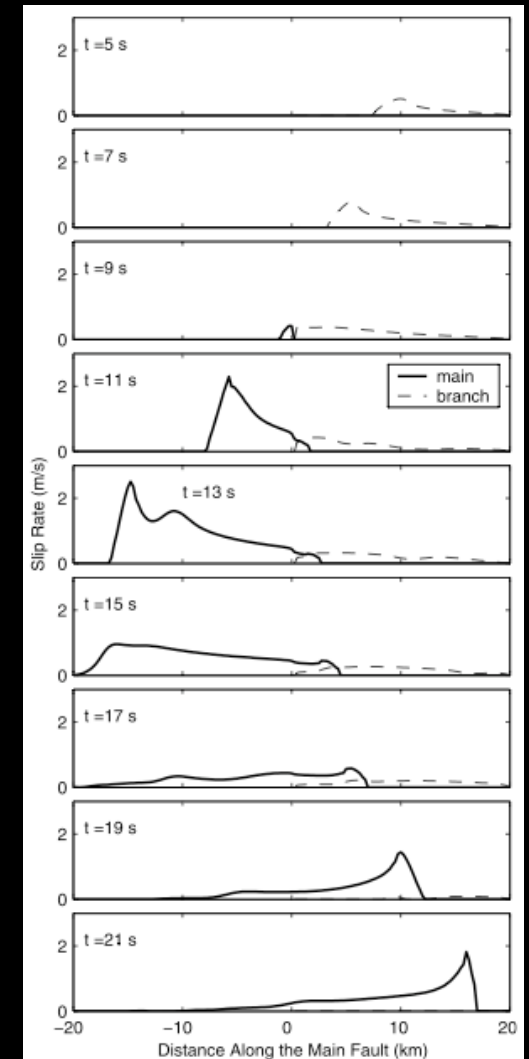 2
t =5 s
0
2
t =7 s
0
2
t =9 s
0
2
t =11 s
main
branch
0
Slip Rate (m/s)
2
t =13 s
0
2
t =15 s
0
2
t =17 s
0
2
t =19 s
0
2
t =21 s
0
−20 −10 0 10 20
Distance Along the Main Fault (km)